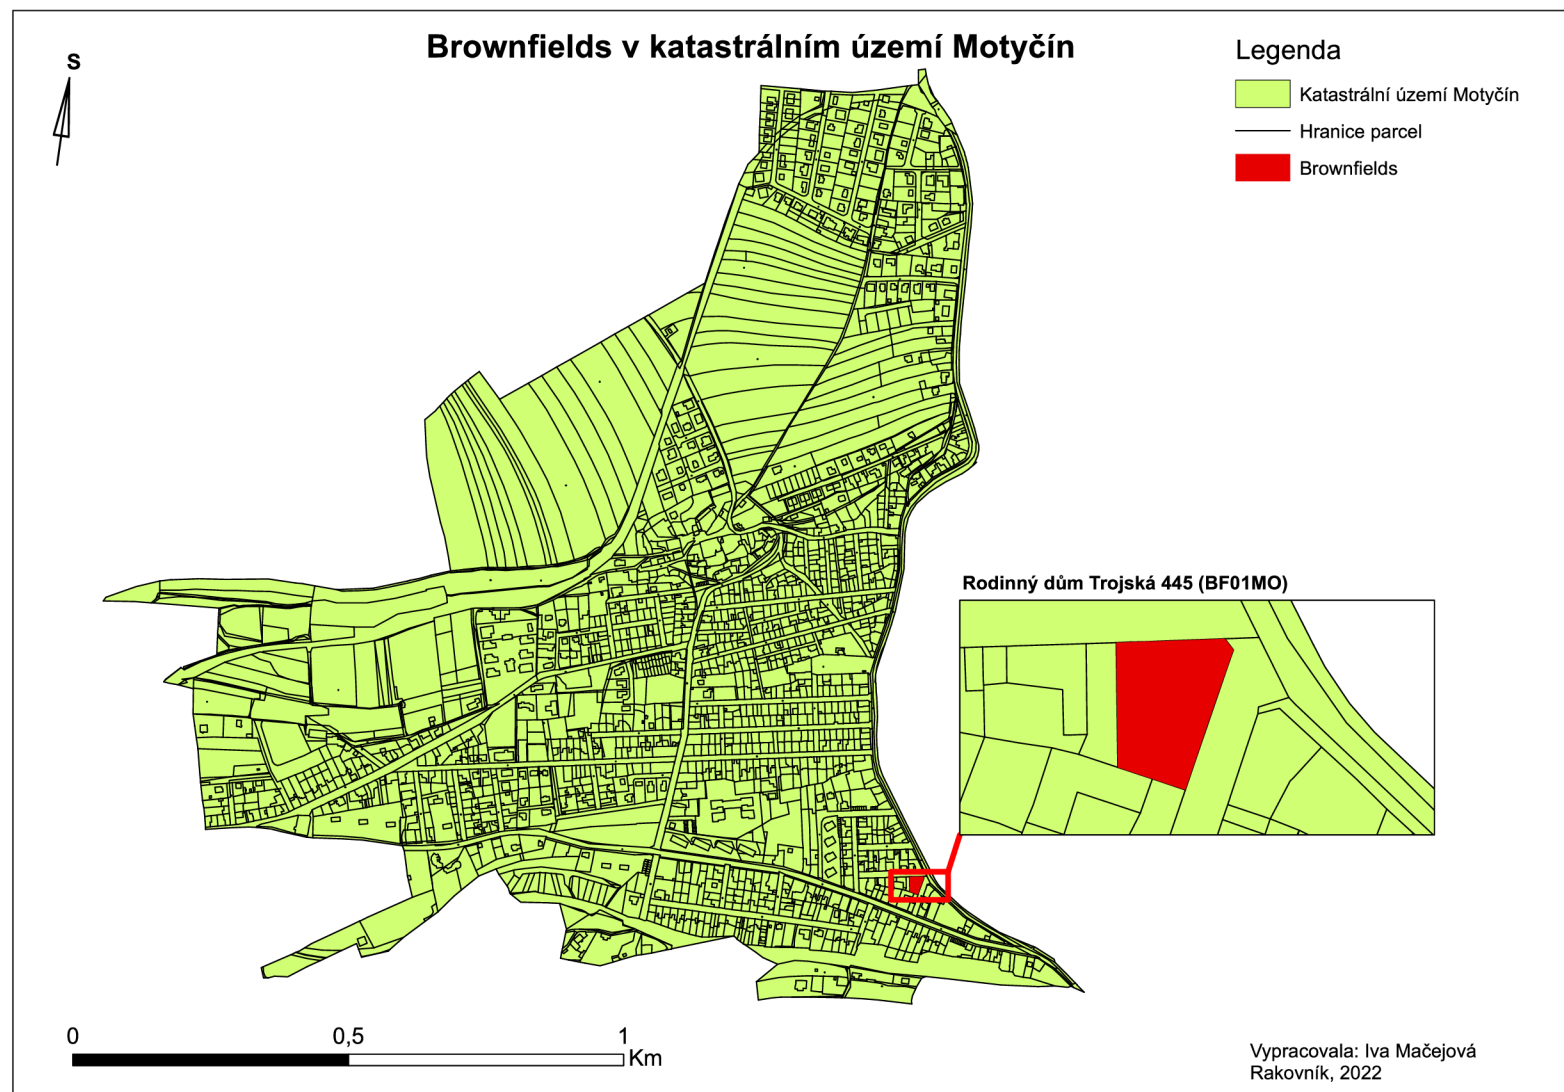 Brownfields v katastrálním území Motyčín
S
Legenda
Katastrální území Motyčín
Hranice parcel
Brownfields
Rodinný dům Trojská 445 (BF01MO)
0 0,5 1
Km
Vypracovala: Iva Mačejová
Rakovník, 2022